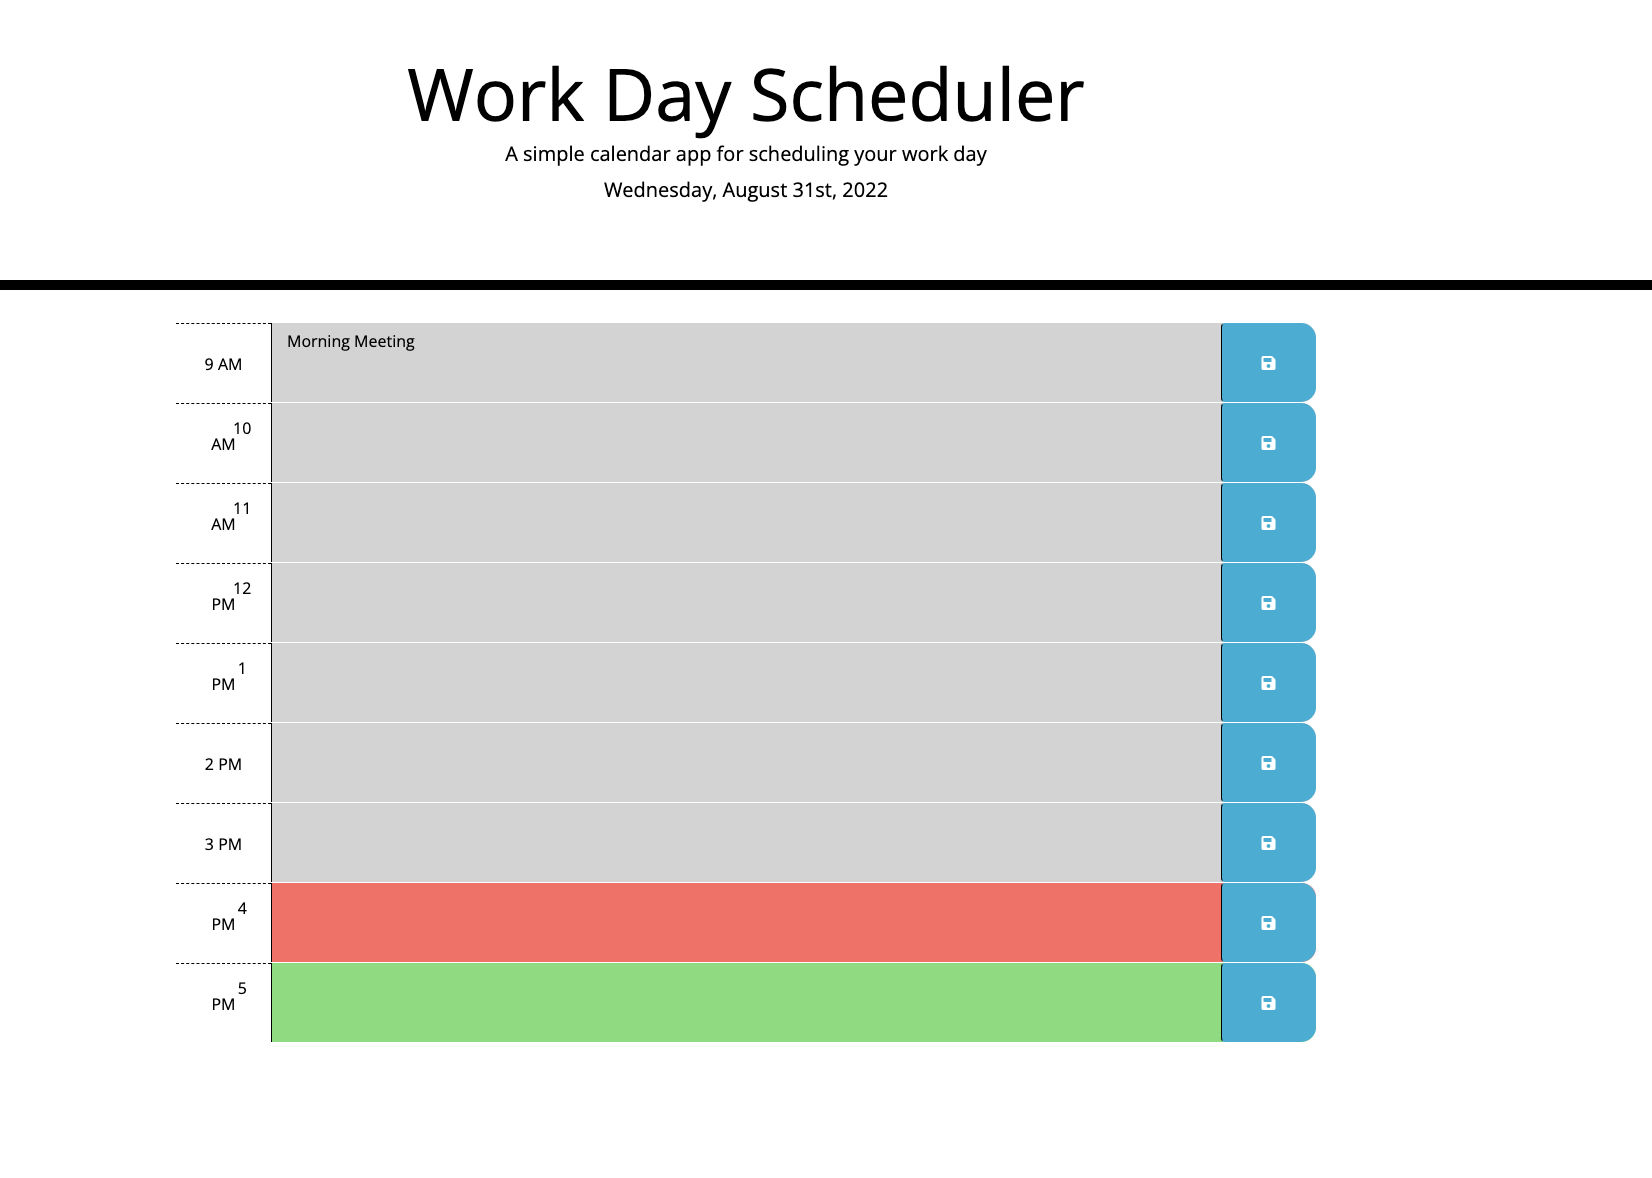 Work Day Scheduler
A simple calendar app for scheduling your work day
Wednesday, August 31st, 2022
9 AM
Morning Meeting
10
AM
11
AM
12
PM
1
PM
2 PM
3 PM
4
PM
5
PM